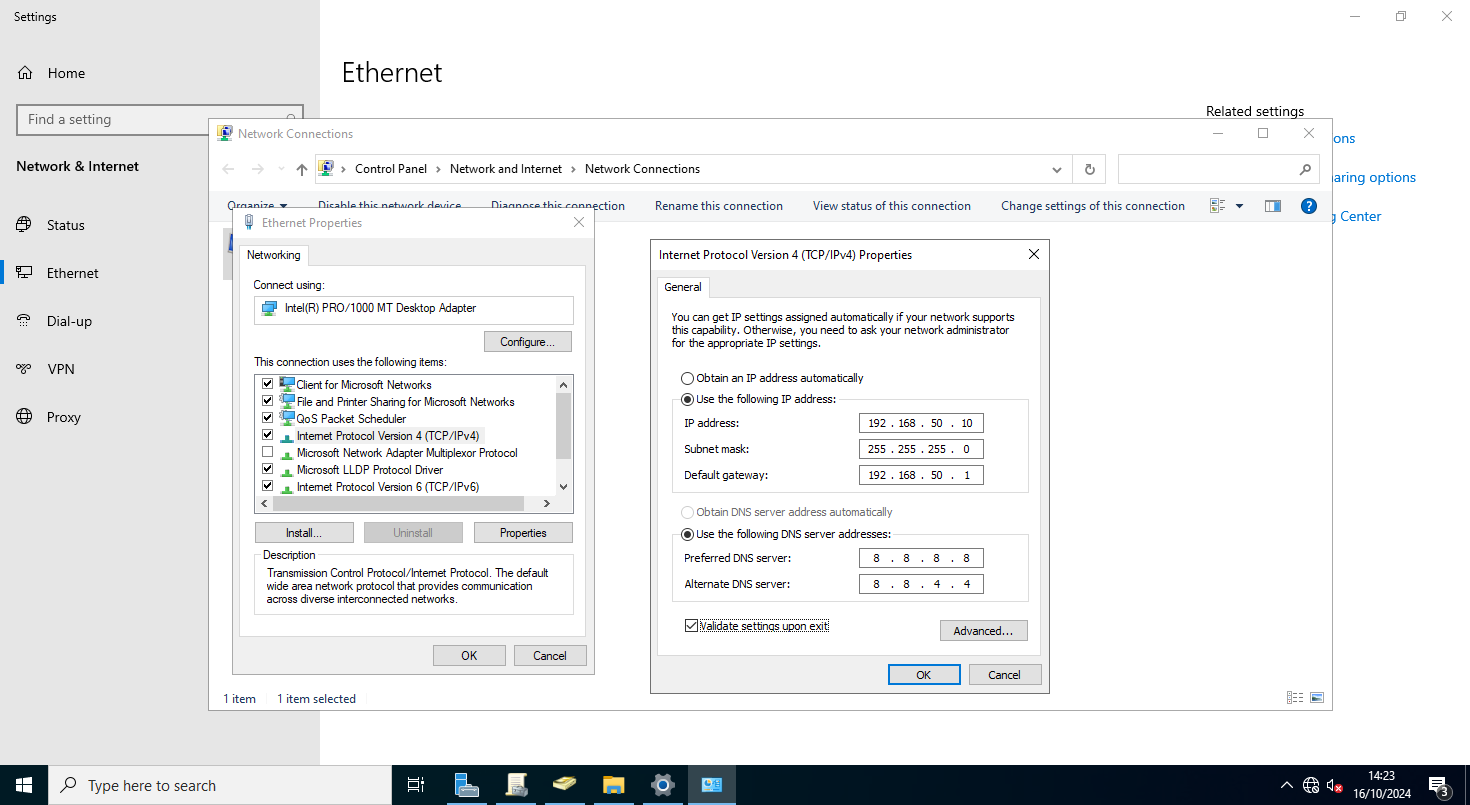 Settings
Home
Find a setting
Network & Internet
Status
Ethernet
Dial-up
VPN
Proxy
Ethernet
Related settings
ons
aring options
g Center
Network Connections
Control Panel
Network and Internet
Network Connections
Organize
Disable this network device
Diagnose this connection
Rename this connection
View status of this connection
Change settings of this connection
Ethernet Properties
Networking
Connect using:
Intel(R) PRO/1000 MT Desktop Adapter
Configure...
This connection uses the following items:
Client for Microsoft Networks
File and Printer Sharing for Microsoft Networks
QoS Packet Scheduler
Internet Protocol Version 4 (TCP/IPv4)
Microsoft Network Adapter Multiplexor Protocol
Microsoft LLDP Protocol Driver
Internet Protocol Version 6 (TCP/IPv6)
Install...
Uninstall
Properties
Description
Transmission Control Protocol/Internet Protocol. The default
wide area network protocol that provides communication
across diverse interconnected networks.
OK
Cancel
Internet Protocol Version 4 (TCP/IPv4) Properties
General
You can get IP settings assigned automatically if your network supports
this capability. Otherwise, you need to ask your network administrator
for the appropriate IP settings.
Obtain an IP address automatically
Use the following IP address:
IP address: 192 . 168 . 50 . 10
Subnet mask: 255 . 255 . 255 . 0
Default gateway: 192 . 168 . 50 . 1
Obtain DNS server address automatically
Use the following DNS server addresses:
Preferred DNS server: 8 . 8 . 8 . 8
Alternate DNS server: 8 . 8 . 4 . 4
Validate settings upon exit
Advanced...
OK
Cancel
1 item
1 item selected
Type here to search
14:23
16/10/2024
3